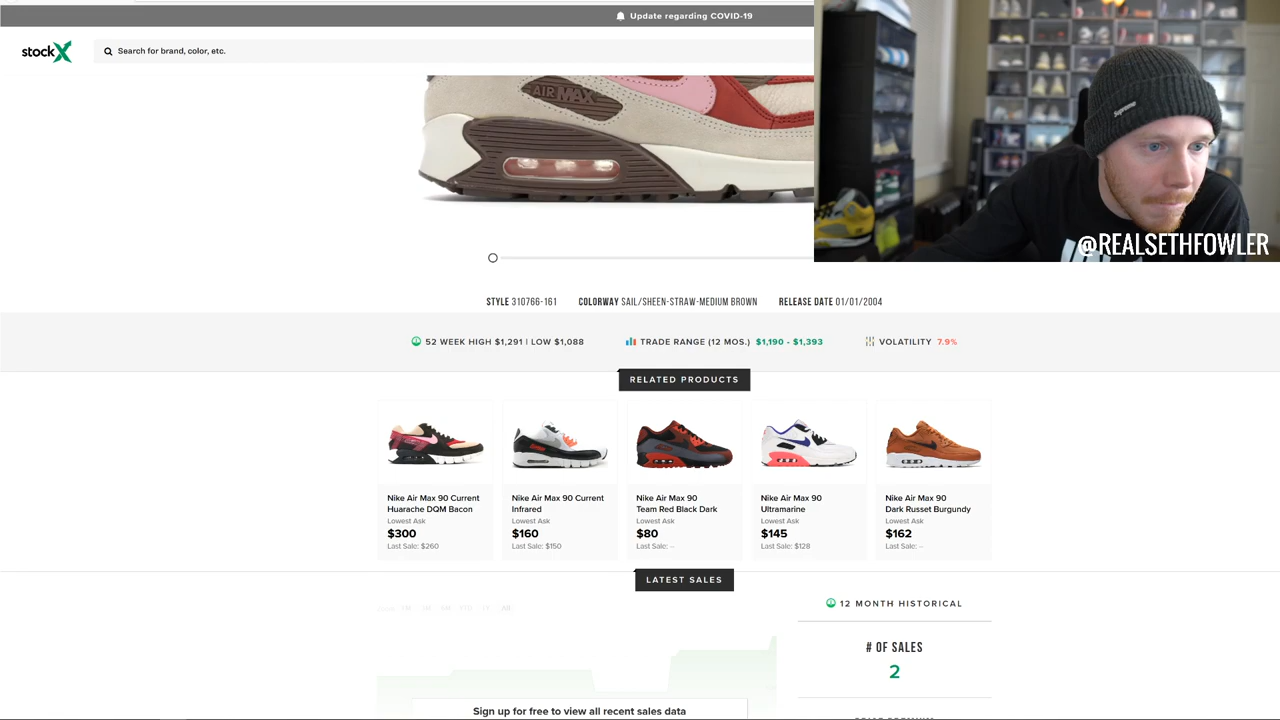 Update regarding COVID-19
stockX
Search for brand, color, etc.
AIR MAX
Supreme
@REALSETHFOWLER
STYLE 310766-161 COLORWAY SAIL/SHEEN-STRAW-MEDIUM BROWN RELEASE DATE 01/01/2004
52 WEEK HIGH $1,291 | LOW $1,088 TRADE RANGE (12 MOS.) $1,190 - $1,393 VOLATILITY 7.9%
RELATED PRODUCTS
Nike Air Max 90 Current
Huarache DQM Bacon
Lowest Ask
$300
Last Sale: $260
Nike Air Max 90 Current
Infrared
Lowest Ask
$160
Last Sale: $150
Nike Air Max 90
Team Red Black Dark
Lowest Ask
$80
Last Sale: --
Nike Air Max 90
Ultramarine
Lowest Ask
$145
Last Sale: $128
Nike Air Max 90
Dark Russet Burgundy
Lowest Ask
$162
Last Sale: --
LATEST SALES
12 MONTH HISTORICAL
# OF SALES
2
Sign up for free to view all recent sales data